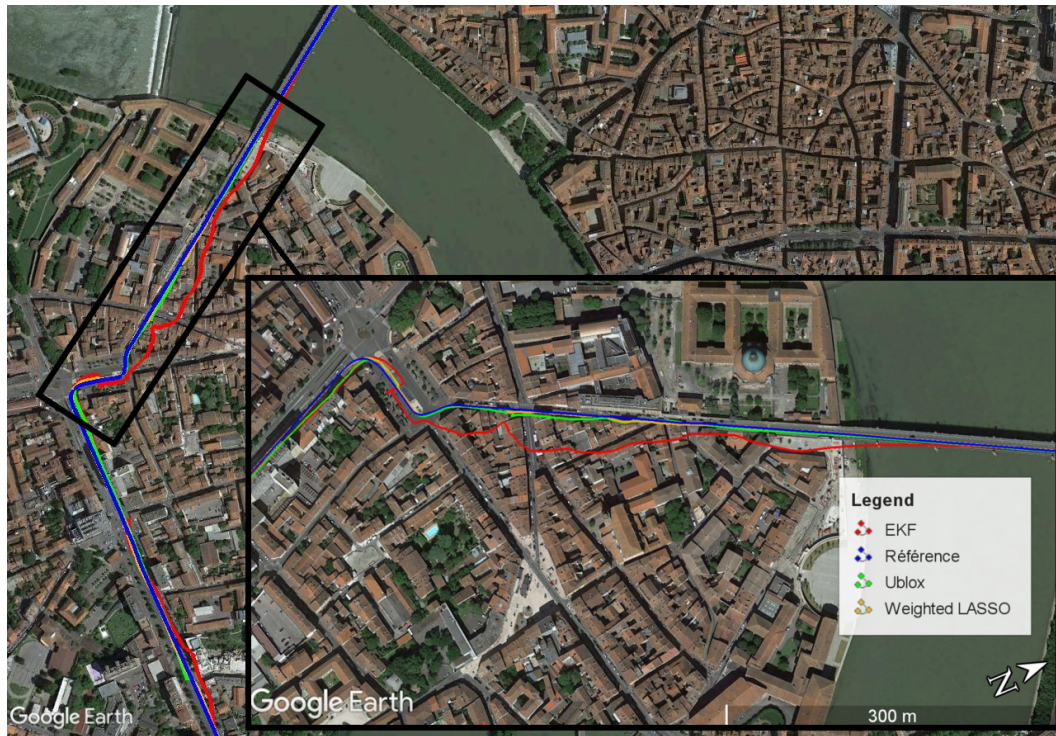 Google Earth
Legend
EKF
Référence
Ublox
Weighted LASSO
N
Google Earth
300 m